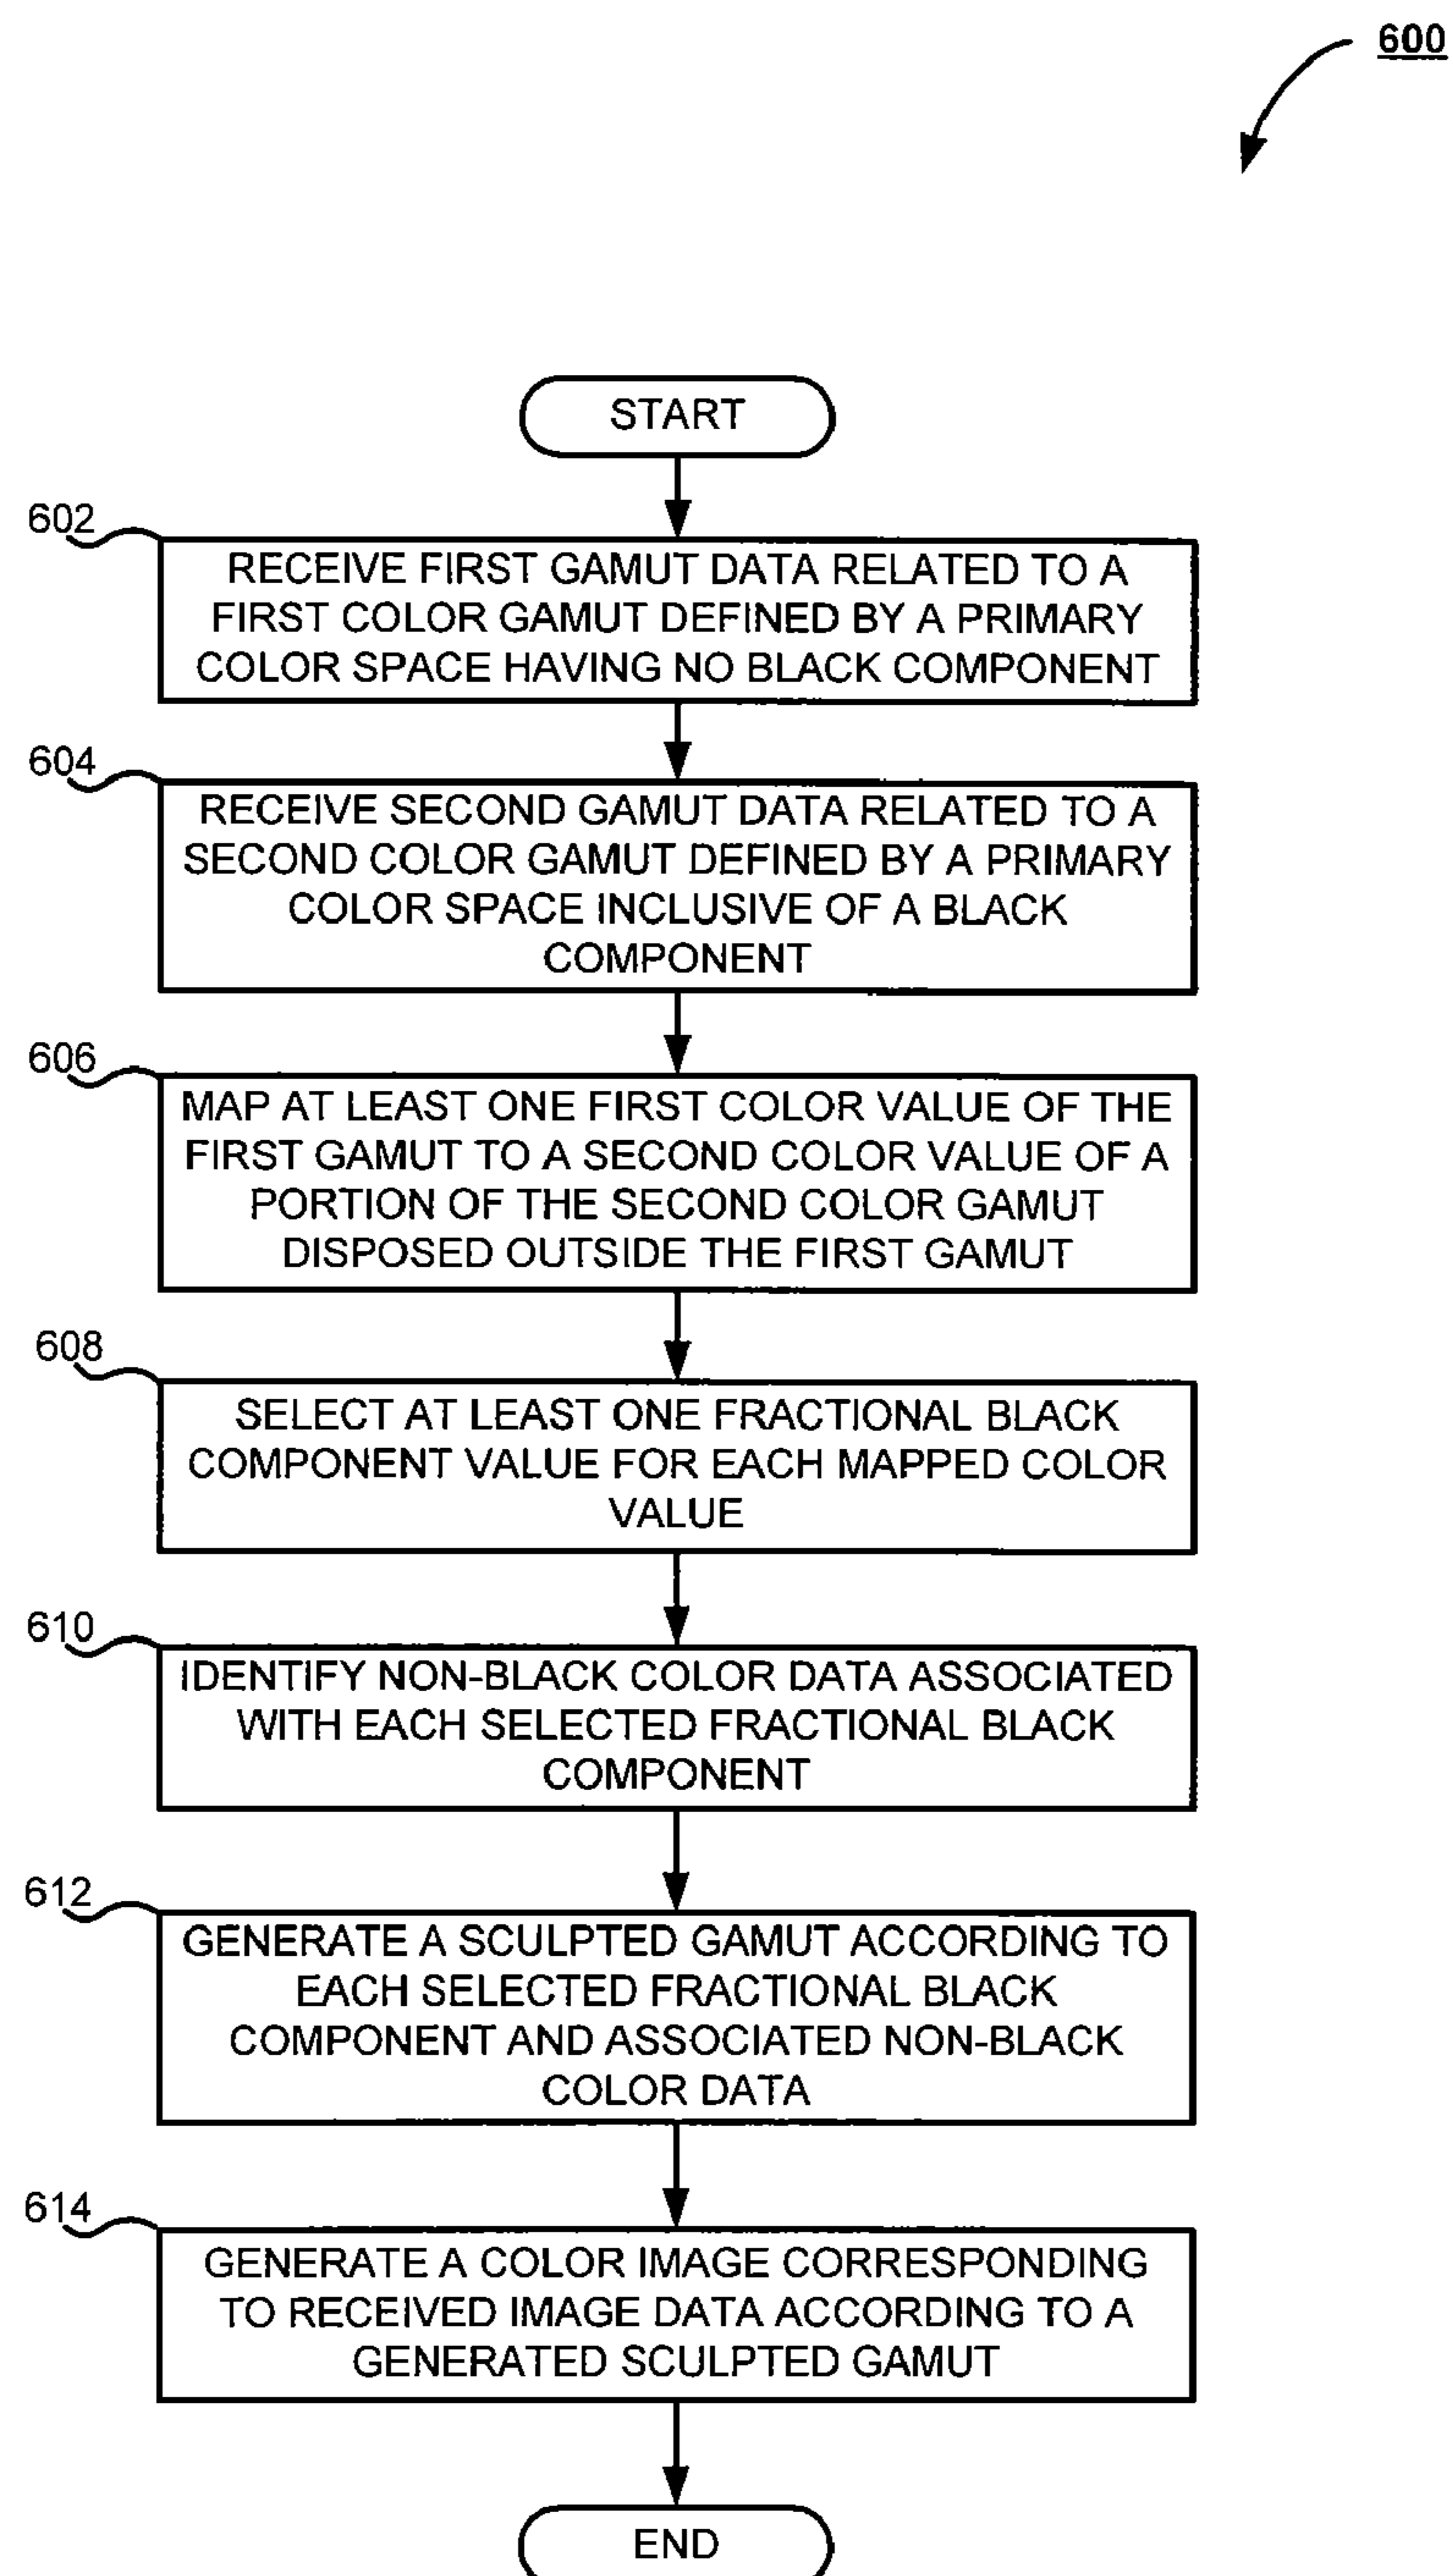 600
START
602
RECEIVE FIRST GAMUT DATA RELATED TO A
FIRST COLOR GAMUT DEFINED BY A PRIMARY
COLOR SPACE HAVING NO BLACK COMPONENT
604
RECEIVE SECOND GAMUT DATA RELATED TO A
SECOND COLOR GAMUT DEFINED BY A PRIMARY
COLOR SPACE INCLUSIVE OF A BLACK
COMPONENT
606
MAP AT LEAST ONE FIRST COLOR VALUE OF THE
FIRST GAMUT TO A SECOND COLOR VALUE OF A
PORTION OF THE SECOND COLOR GAMUT
DISPOSED OUTSIDE THE FIRST GAMUT
608
SELECT AT LEAST ONE FRACTIONAL BLACK
COMPONENT VALUE FOR EACH MAPPED COLOR
VALUE
610
IDENTIFY NON-BLACK COLOR DATA ASSOCIATED
WITH EACH SELECTED FRACTIONAL BLACK
COMPONENT
612
GENERATE A SCULPTED GAMUT ACCORDING TO
EACH SELECTED FRACTIONAL BLACK
COMPONENT AND ASSOCIATED NON-BLACK
COLOR DATA
614
GENERATE A COLOR IMAGE CORRESPONDING
TO RECEIVED IMAGE DATA ACCORDING TO A
GENERATED SCULPTED GAMUT
END